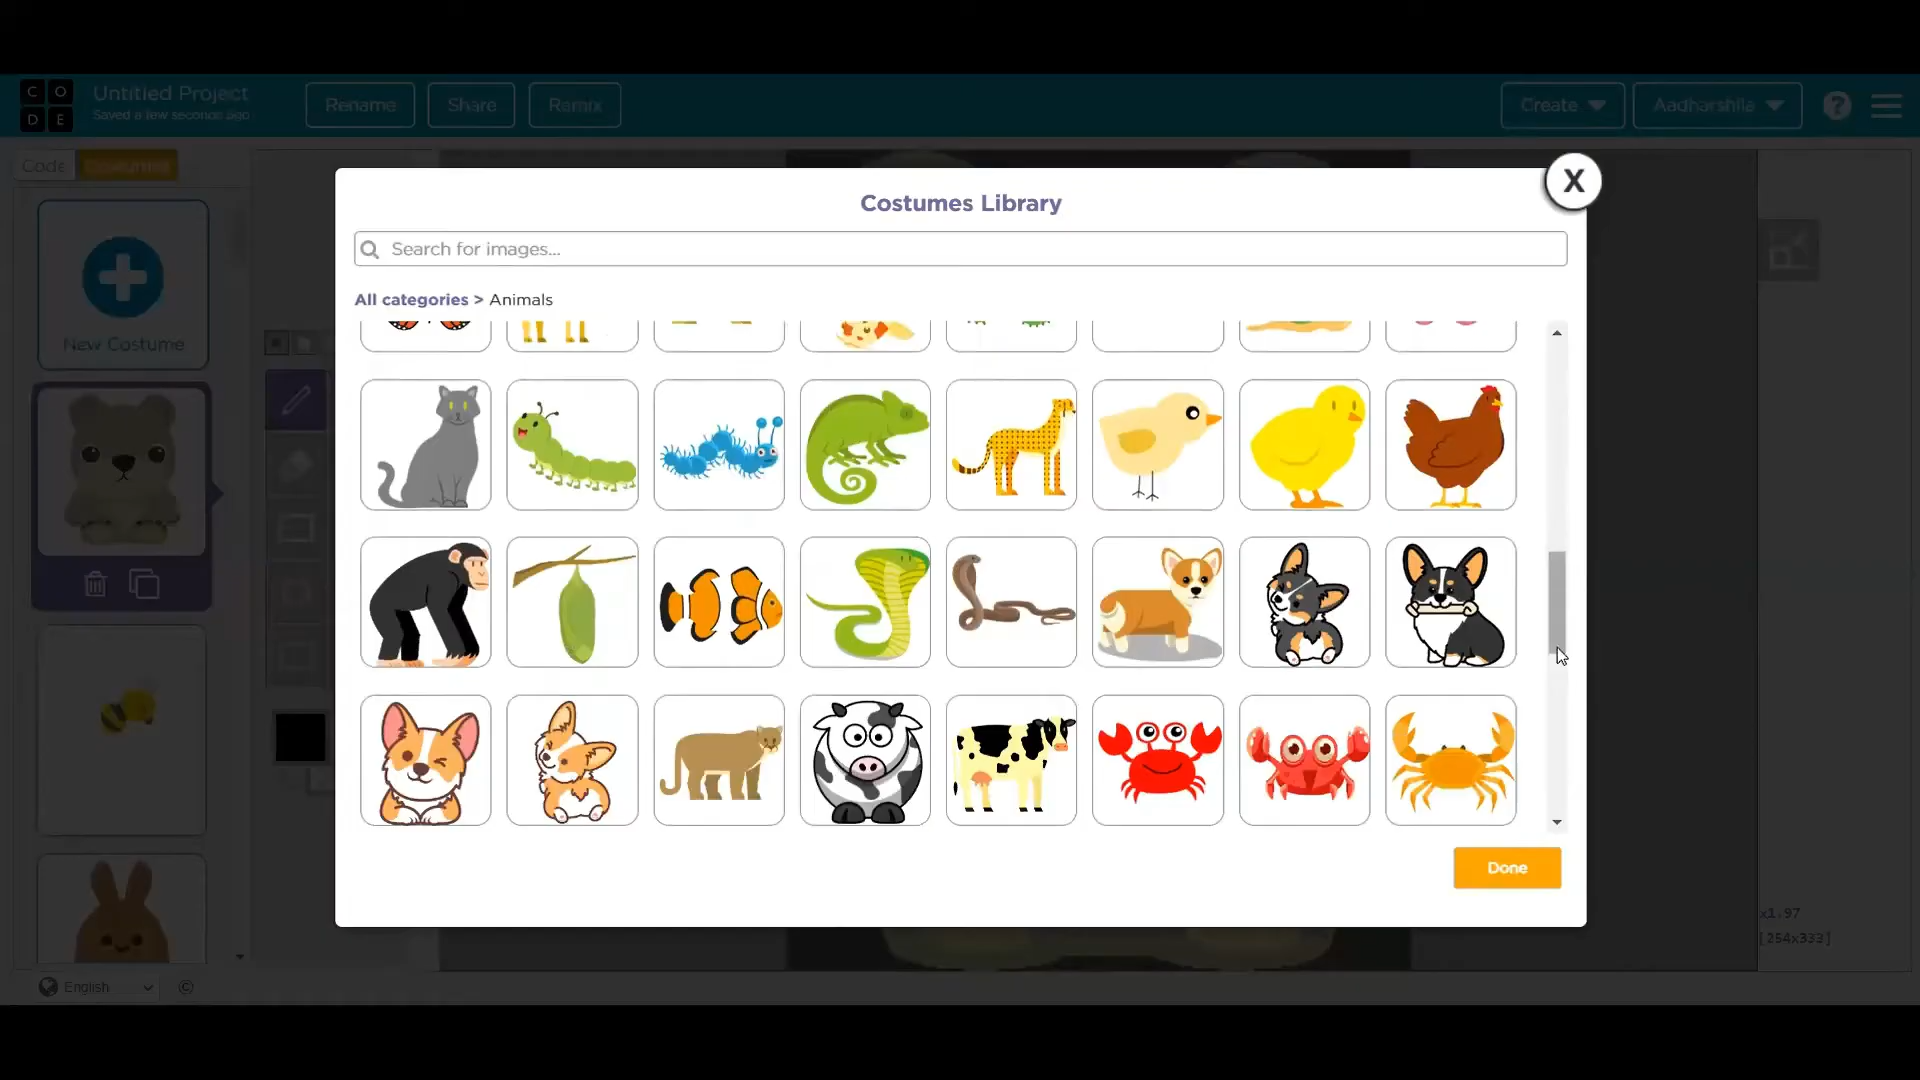 C O
D E
Untitled Project
Saved a few seconds ago
Rename
Share
Remix
Create
Aadharshila
?
Code
Costumes
New Costume
Costumes Library
X
Search for images...
All categories > Animals
Done
x1.97
[254x333]
English
©